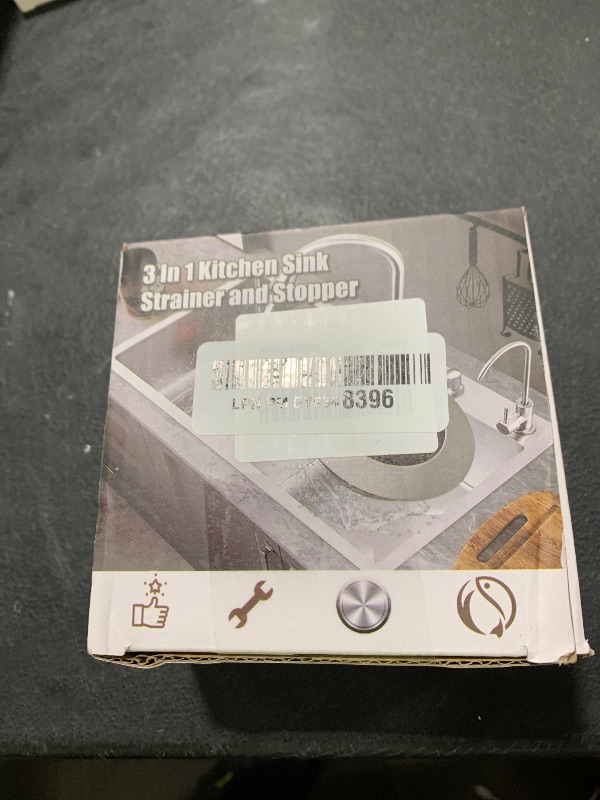 3 In 1 Kitchen Sink
Strainer and Stopper
8396